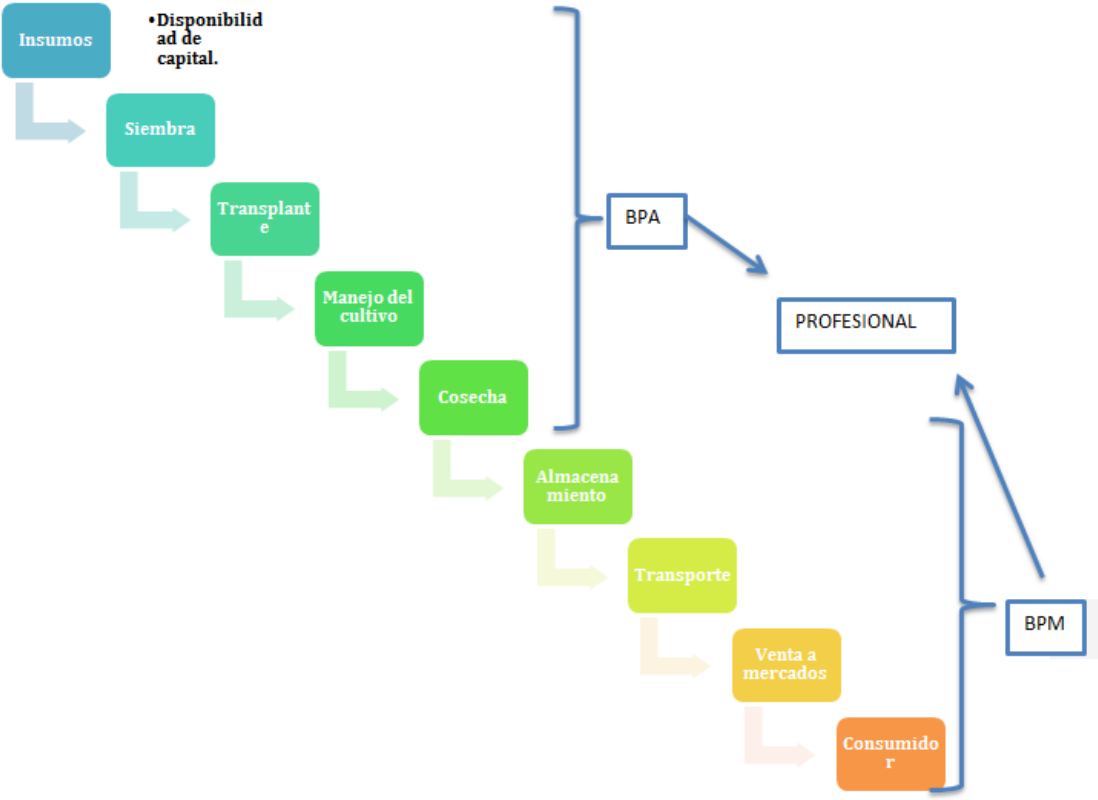 Insumos
•Disponibilid
ad de
capital.
Siembra
Transplant
e
Manejo del
cultivo
Cosecha
Almacena
miento
Transporte
Venta a
mercados
Consumido
r
BPA
PROFESIONAL
BPM